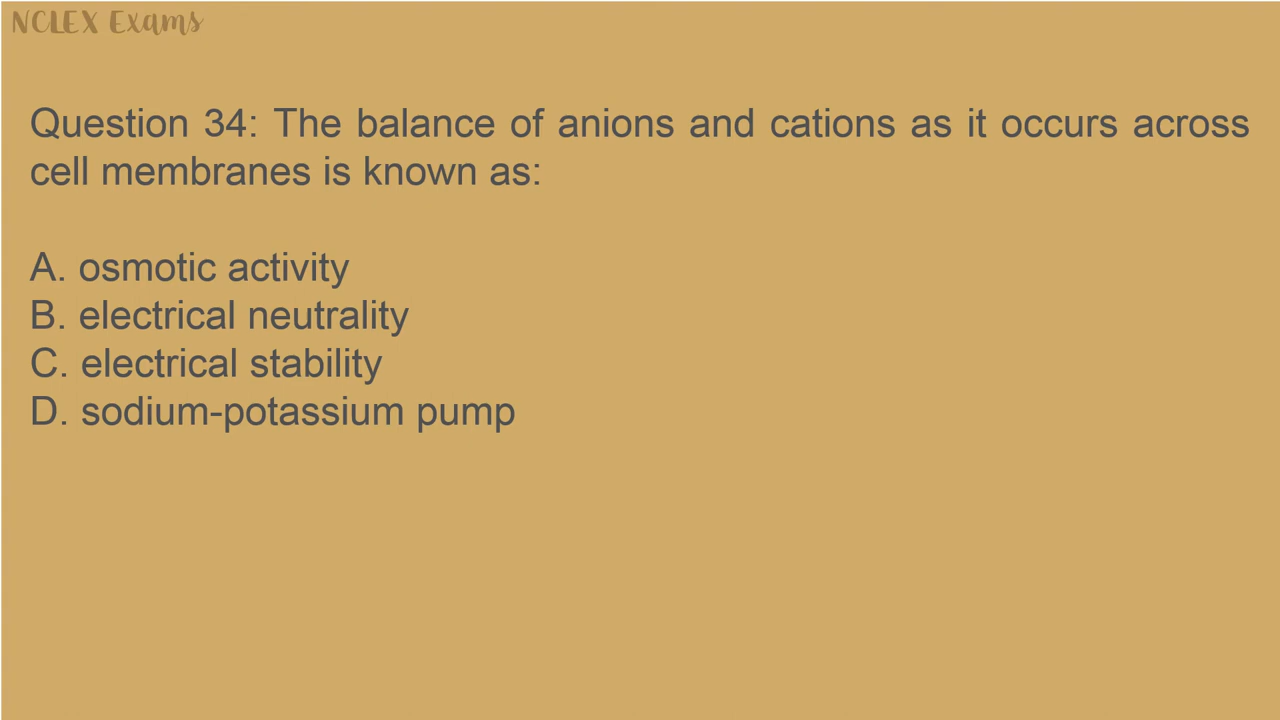 NCLEX Exams
Question 34: The balance of anions and cations as it occurs across
cell membranes is known as:
A. osmotic activity
B. electrical neutrality
C. electrical stability
D. sodium-potassium pump